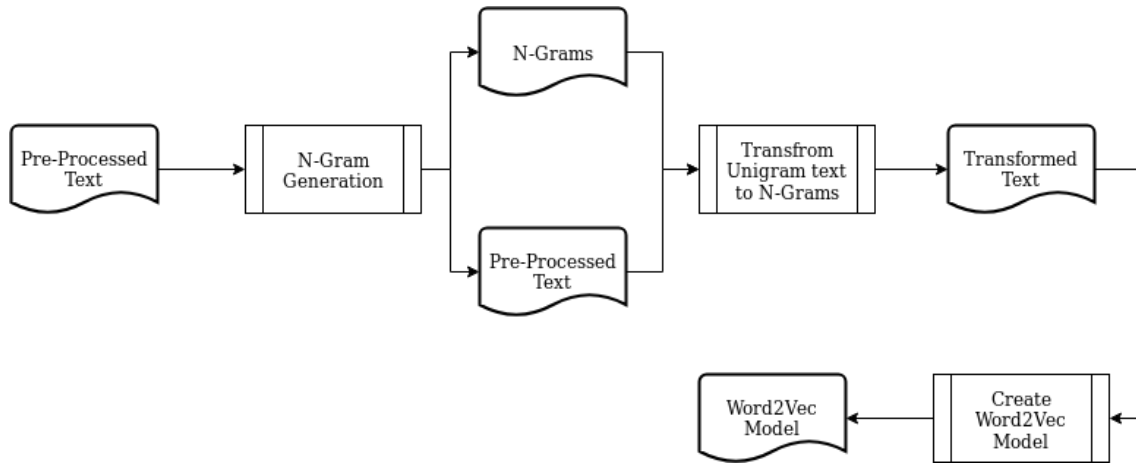 Pre-Processed
Text
N-Gram
Generation
N-Grams
Pre-Processed
Text
Transfrom
Unigram text
to N-Grams
Transformed
Text
Create
Word2Vec
Model
Word2Vec
Model